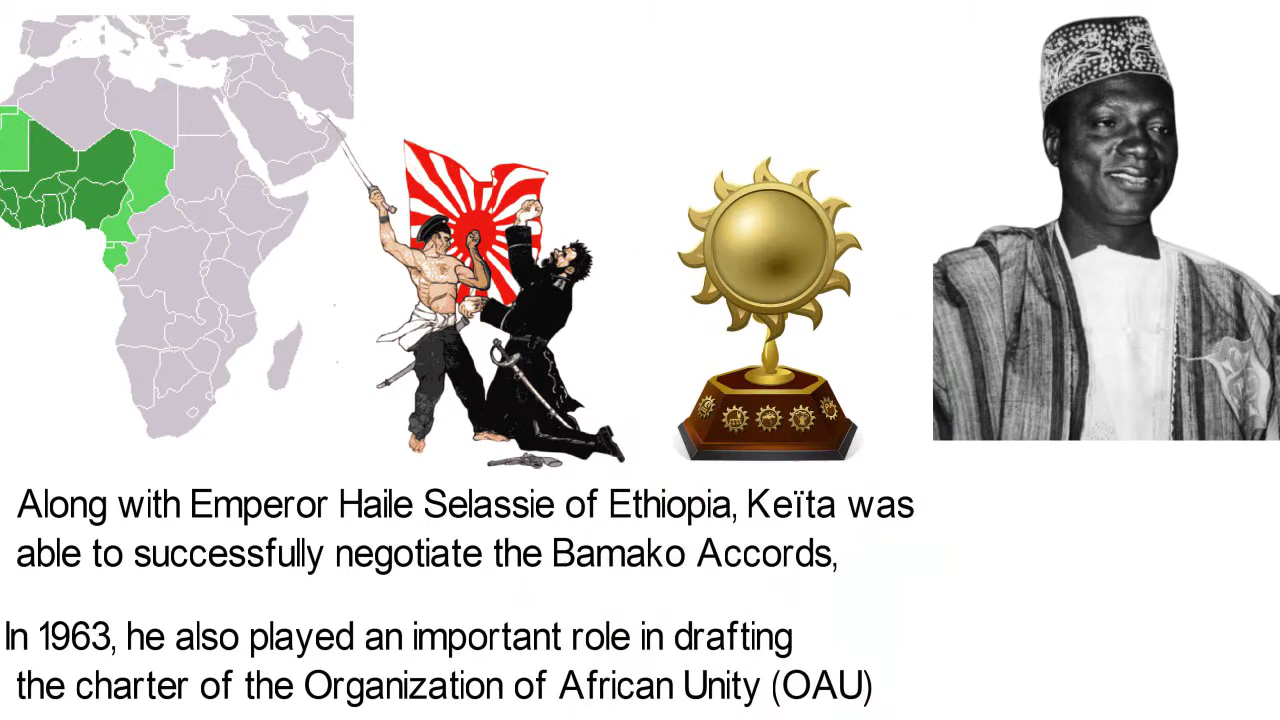 Along with Emperor Haile Selassie of Ethiopia, Keïta was
able to successfully negotiate the Bamako Accords,
In 1963, he also played an important role in drafting
the charter of the Organization of African Unity (OAU)